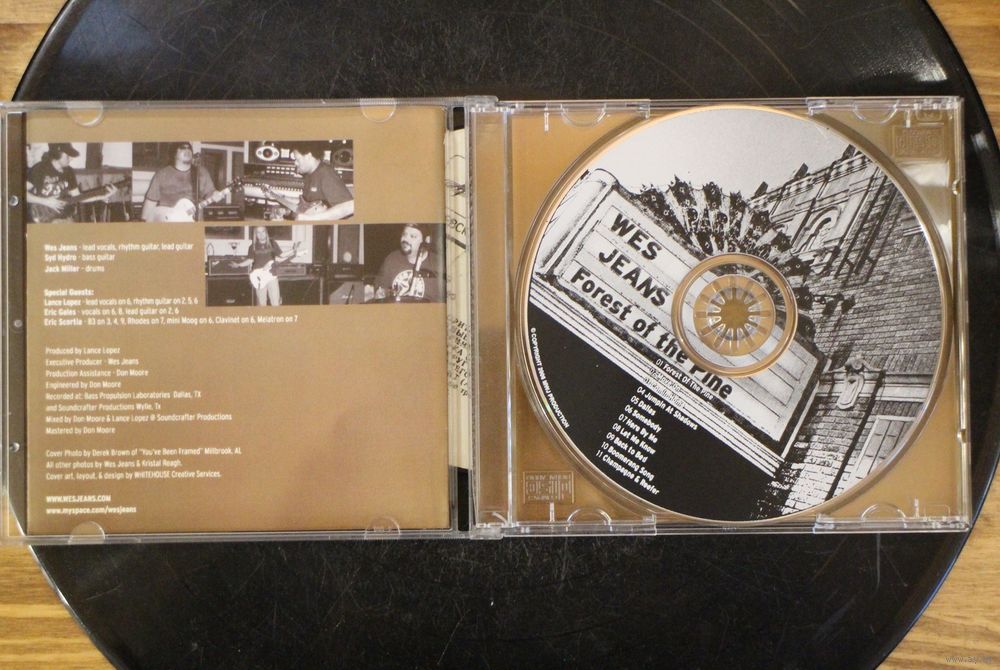 Wes Jeans - lead vocals, rhythm guitar, lead guitar
Syd Hydro - bass guitar
Jack Miller - drums
Special Guests:
Lance Lopez - lead vocals on 6, rhythm guitar on 2, 5, 6
Eric Gales - vocals on 6, 8, lead guitar on 2, 6
Eric Scortia - B3 on 3, 4, 9, Rhodes on 7, mini Moog on 6, Clavinet on 6, Melatron on 7
Produced by Lance Lopez
Executive Producer - Wes Jeans
Production Assistance - Don Moore
Engineered by Don Moore
Recorded at: Bass Propulsion Laboratories Dallas, TX
and Soundcrafter Productions Wylie, Tx
Mixed by Don Moore & Lance Lopez @ Soundcrafter Productions
Mastered by Don Moore
Cover Photo by Derek Brown of "You've Been Framed" Millbrook, AL
All other photos by Wes Jeans & Kristal Reagh.
Cover art, layout, & design by WHITEHOUSE Creative Services.
WWW.WESJEANS.COM
www.myspace.com/wesjeans
WES
JEANS
Forest of the Pine
01 Forest Of The Pine
04 Jumpin At Shadows
05 Dallas
06 Somebody
07 Here By Me
08 Let Me Know
09 Back To Bed
10 Boomerang Song
11 Champagne & Reefer